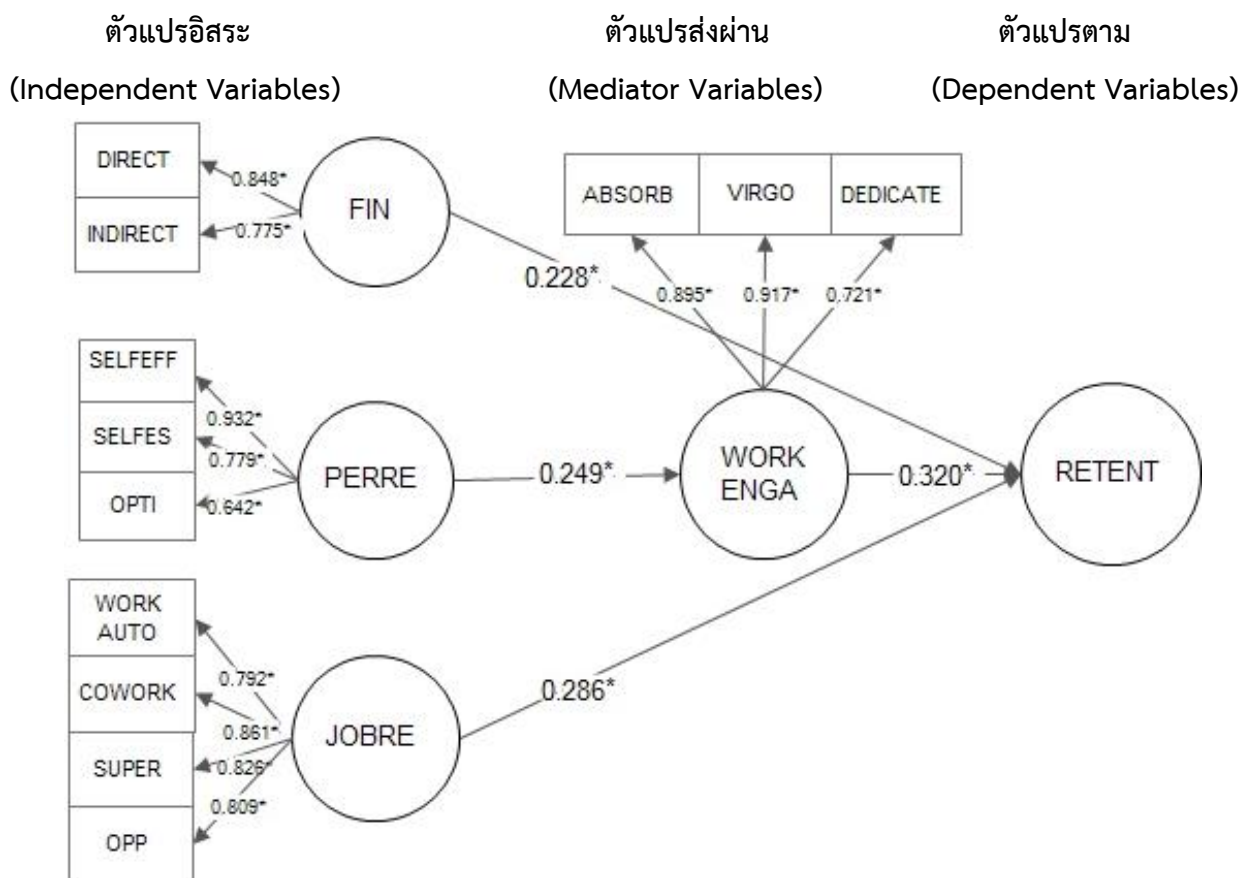 ตัวแปรอิสระ
(Independent Variables)
ตัวแปรส่งผ่าน
(Mediator Variables)
ตัวแปรตาม
(Dependent Variables)
DIRECT
INDIRECT
0.848*
0.775*
FIN
0.228*
ABSORB
VIRGO
DEDICATE
0.895*
0.917*
0.721*
SELFEFF
SELFES
OPTI
0.932*
0.779*
0.642*
PERRE
0.249*
WORK
ENGA
0.320*
RETENT
WORK
AUTO
COWORK
SUPER
OPP
0.792*
0.861*
0.826*
0.809*
JOBRE
0.286*